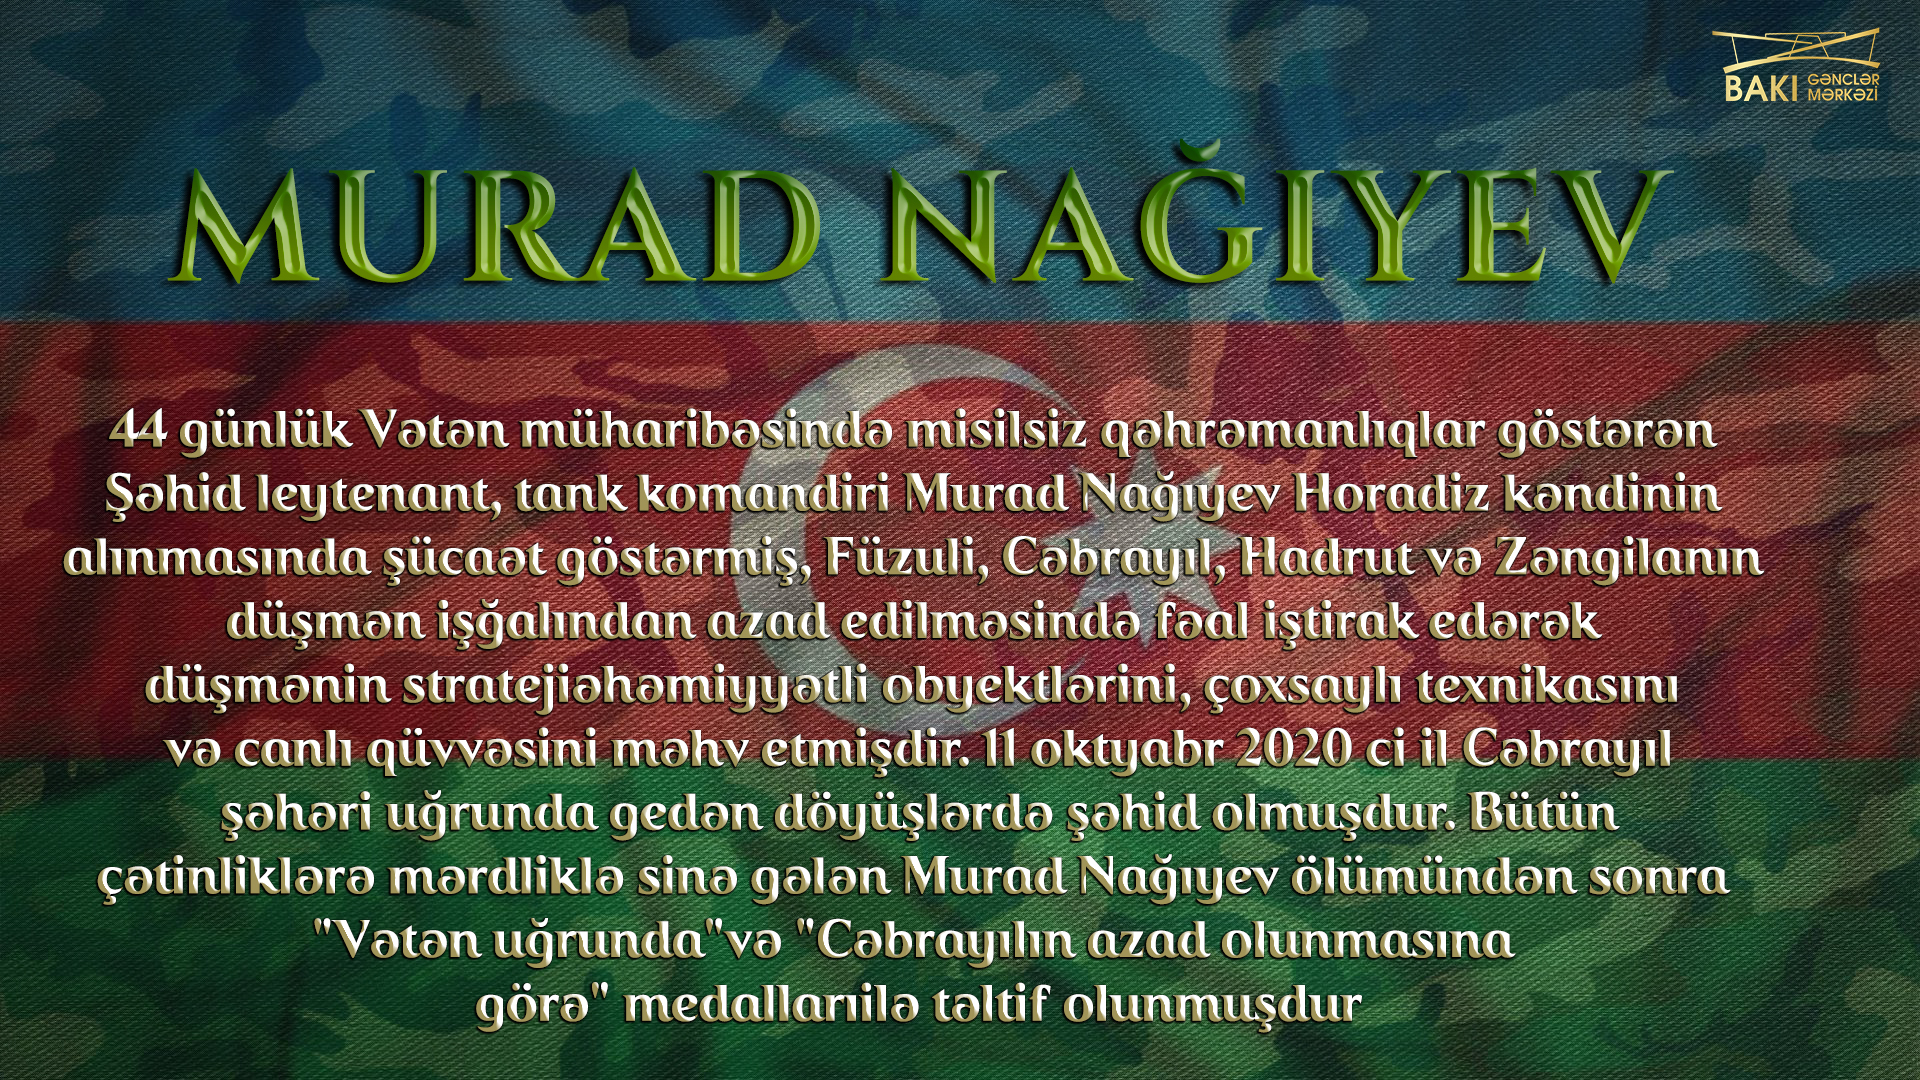 BAKI GƏNCLƏR
MƏRKƏZİ
MURAD NAĞIYEV
44 günlük Vətən müharibəsində misilsiz qəhrəmanlıqlar göstərən
Şəhid leytenant, tank komandiri Murad Nağıyev Horadiz kəndinin
alınmasında şücaət göstərmiş, Füzuli, Cəbrayıl, Hadrut və Zəngilanın
düşmən işğalından azad edilməsində fəal iştirak edərək
düşmənin stratejiəhəmiyyətli obyektlərini, çoxsaylı texnikasını
və canlı qüvvəsini məhv etmişdir. 11 oktyabr 2020 ci il Cəbrayıl
şəhəri uğrunda gedən döyüşlərdə şəhid olmuşdur. Bütün
çətinliklərə mərdliklə sinə gələn Murad Nağıyev ölümündən sonra
"Vətən uğrunda"və "Cəbrayılın azad olunmasına
görə" medallarıilə təltif olunmuşdur